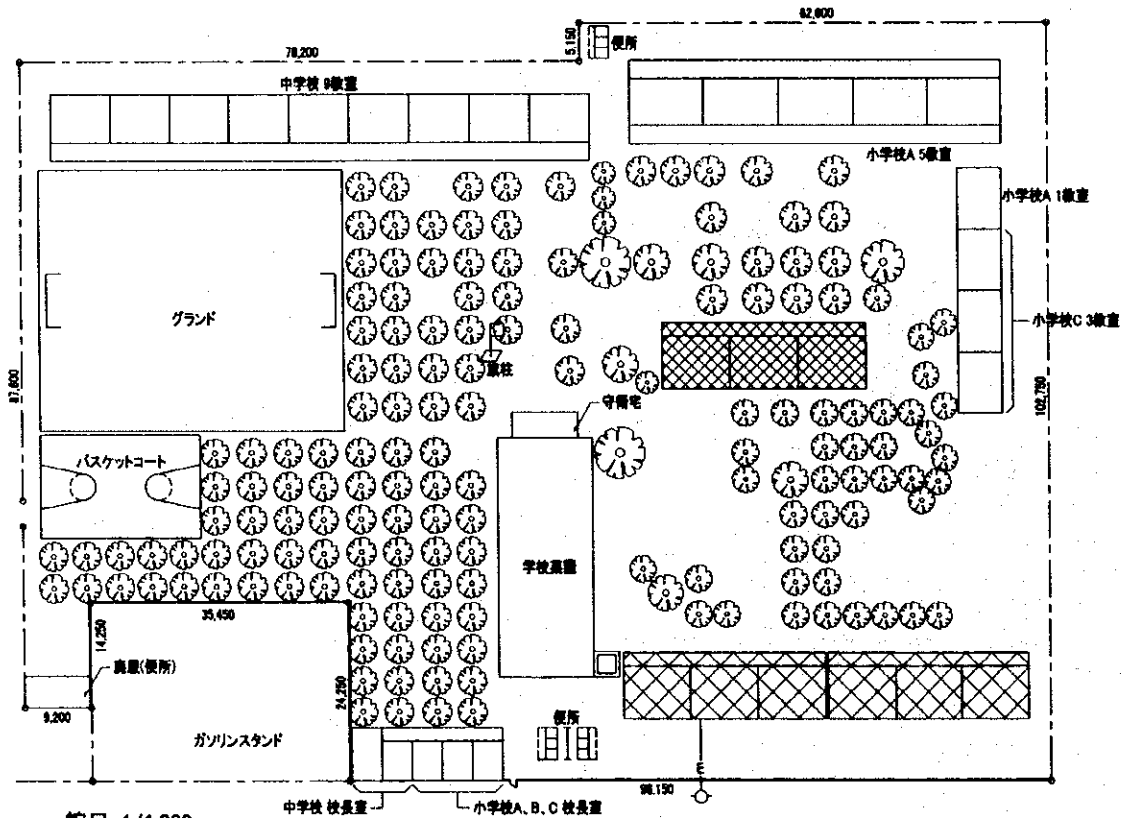 62,800
78,200
5,150
便所
中学校 9教室
小学校A 5教室
小学校A 1教室
グランド
小学校C 3教室
旗柱
87,600
102,750
守衛宅
バスケットコート
学校菜園
35,450
14,250
廃屋(便所)
24,250
9,200
便所
ガソリンスタンド
98,150
中学校 校長室
小学校A、B、C 校長室